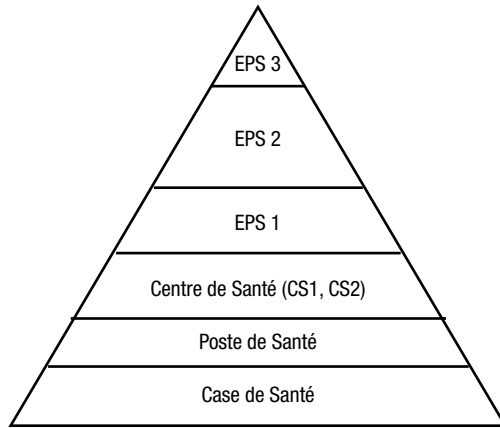 EPS 3
EPS 2
EPS 1
Centre de Santé (CS1, CS2)
Poste de Santé
Case de Santé